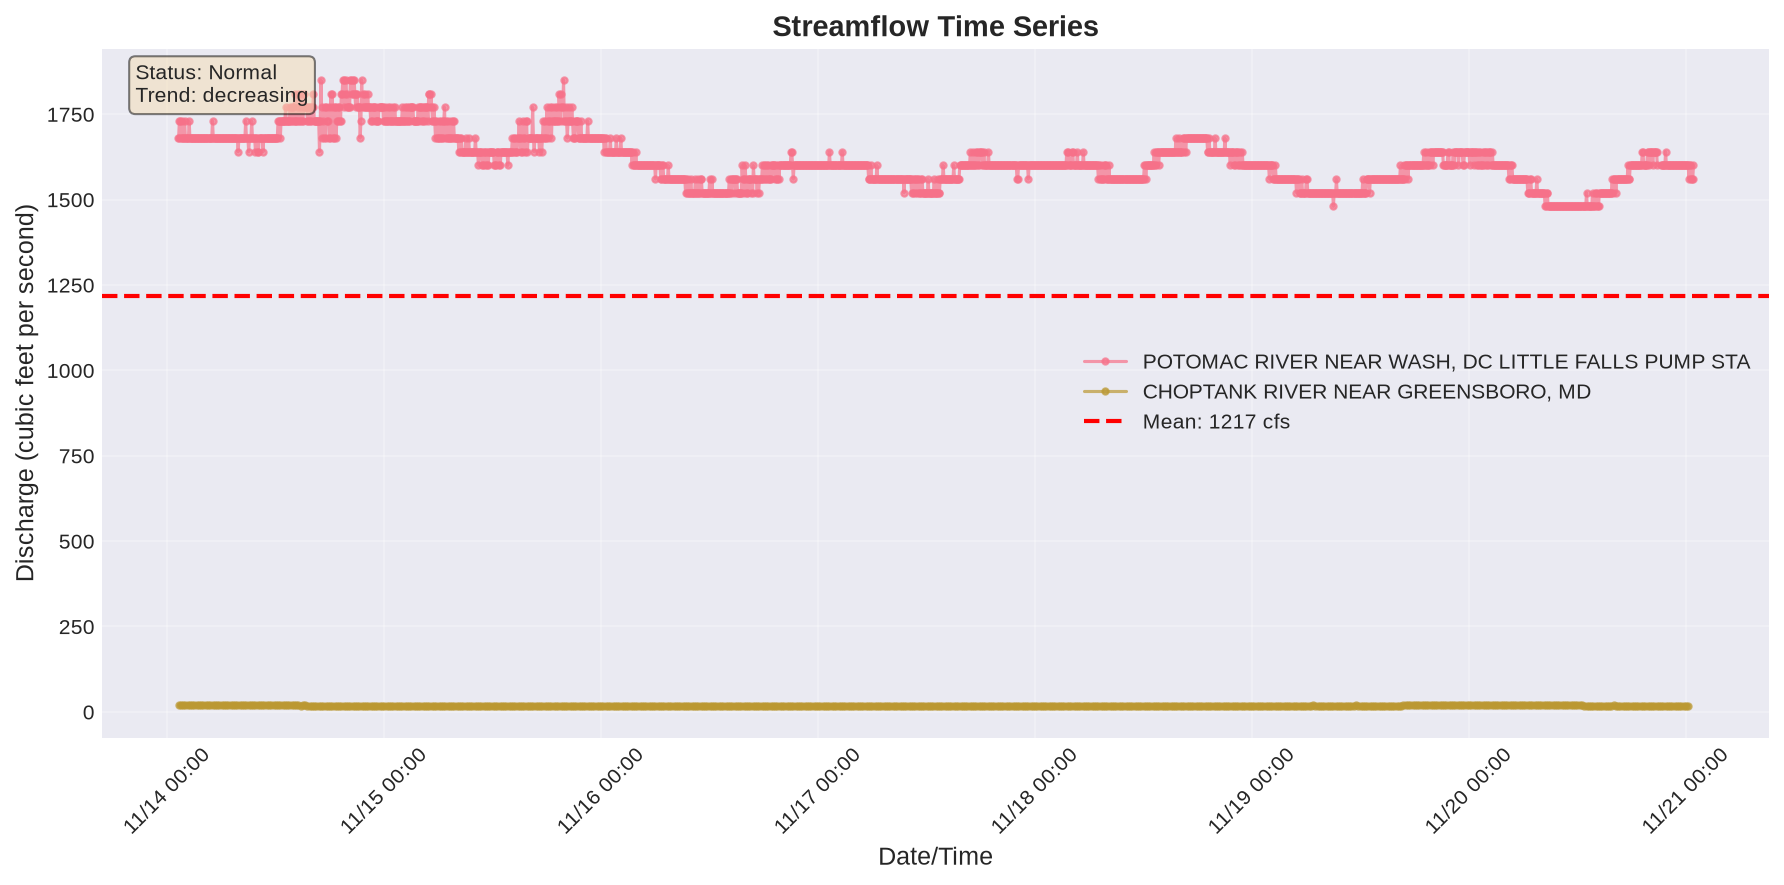 Streamflow Time Series
Status: Normal
Trend: decreasing
Discharge (cubic feet per second)
1750
1500
1250
1000
750
500
250
0
POTOMAC RIVER NEAR WASH, DC LITTLE FALLS PUMP STA
CHOPTANK RIVER NEAR GREENSBORO, MD
Mean: 1217 cfs
11/14 00:00
11/15 00:00
11/16 00:00
11/17 00:00
11/18 00:00
11/19 00:00
11/20 00:00
11/21 00:00
Date/Time